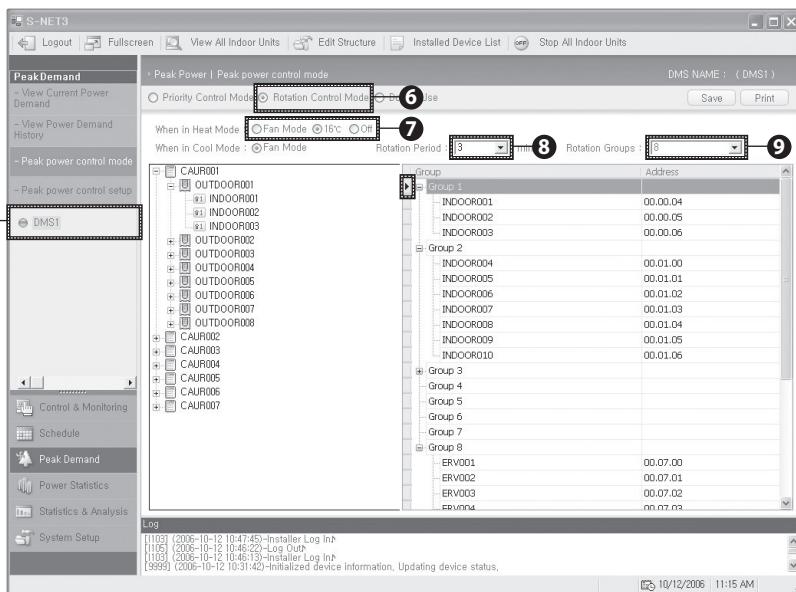 S-NET3
Logout Fullscreen View All Indoor Units Edit Structure Installed Device List OFF Stop All Indoor Units
PeakDemand
- View Current Power Demand
- View Power Demand History
- Peak power control mode
- Peak power control setup
DMS1
Peak Power | Peak power control mode DMS NAME : ( DMS1 )
Priority Control Mode Rotation Control Mode 6 Use Save Print
When in Heat Mode : Fan Mode 16℃ Off 7
When in Cool Mode : Fan Mode Rotation Period : 3 8 Rotation Groups : 8 9
CAUR001
OUTDOOR001
INDOOR001
INDOOR002
INDOOR003
OUTDOOR002
OUTDOOR003
OUTDOOR004
OUTDOOR005
OUTDOOR006
OUTDOOR007
OUTDOOR008
CAUR002
CAUR003
CAUR004
CAUR005
CAUR006
CAUR007
Group Address
Group 1
INDOOR001 00.00.04
INDOOR002 00.00.05
INDOOR003 00.00.06
Group 2
INDOOR004 00.01.00
INDOOR005 00.01.01
INDOOR006 00.01.02
INDOOR007 00.01.03
INDOOR008 00.01.04
INDOOR009 00.01.05
INDOOR010 00.01.06
Group 3
Group 4
Group 5
Group 6
Group 7
Group 8
ERV001 00.07.00
ERV002 00.07.01
ERV003 00.07.02
ERV004 00.07.03
Control & Monitoring
Schedule
Peak Demand
Power Statistics
Statistics & Analysis
System Setup
Log
[1103] (2006-10-12 10:47:45)-Installer Log In
[1105] (2006-10-12 10:46:22)-Log Out
[1103] (2006-10-12 10:46:13)-Installer Log In
[9999] (2006-10-12 10:31:42)-Initialized device information, Updating device status,
10/12/2006 11:15 AM